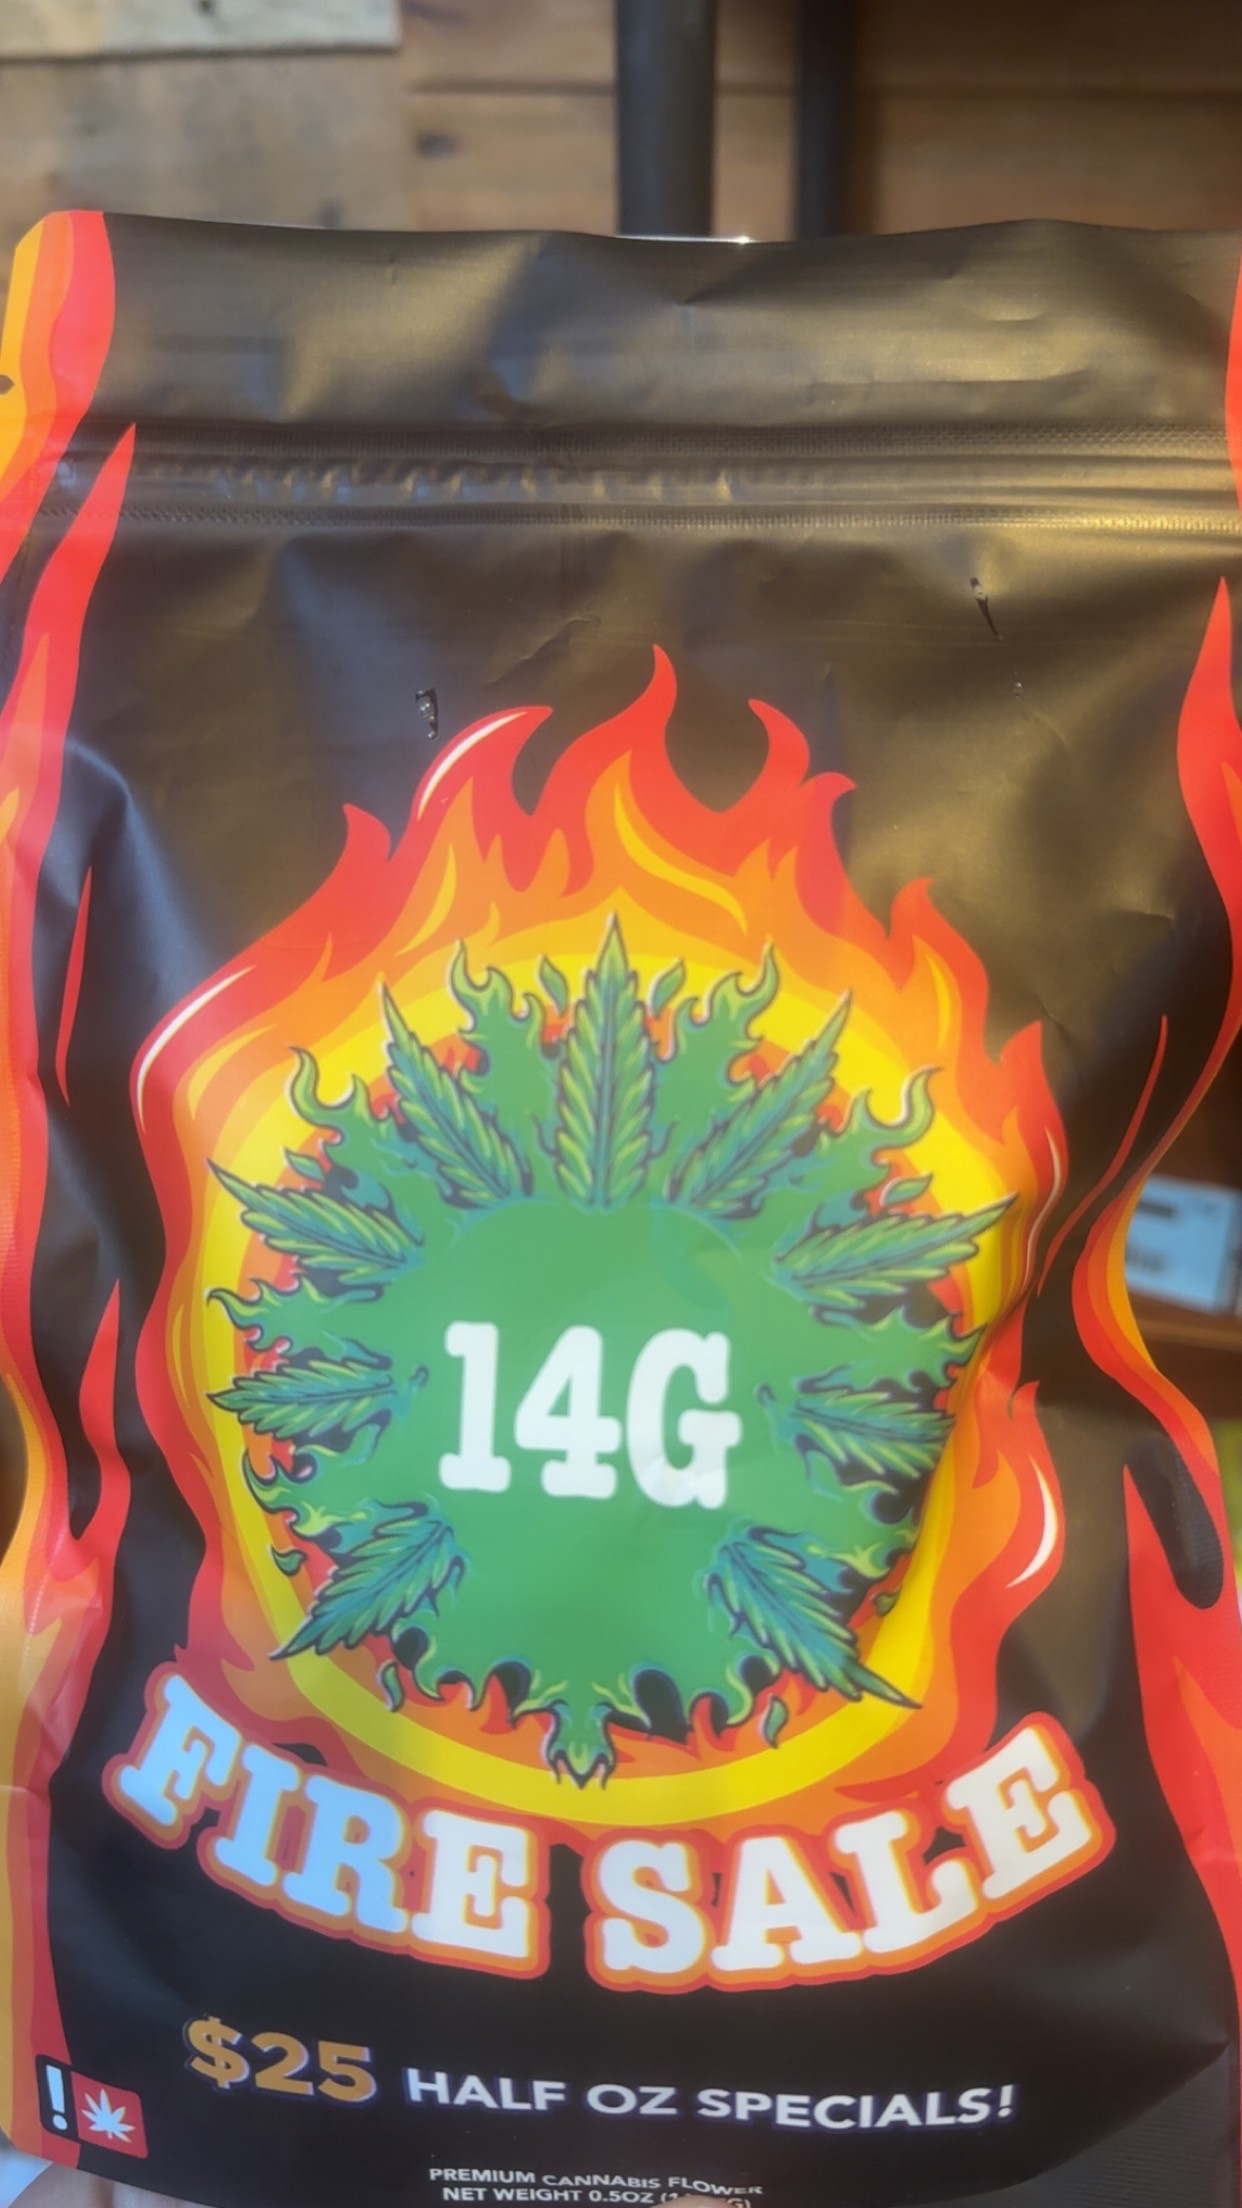 14G
FIRE SALE
$25 HALF OZ SPECIALS!
!
PREMIUM CANNABIS FLOWER
NET WEIGHT 0.5OZ